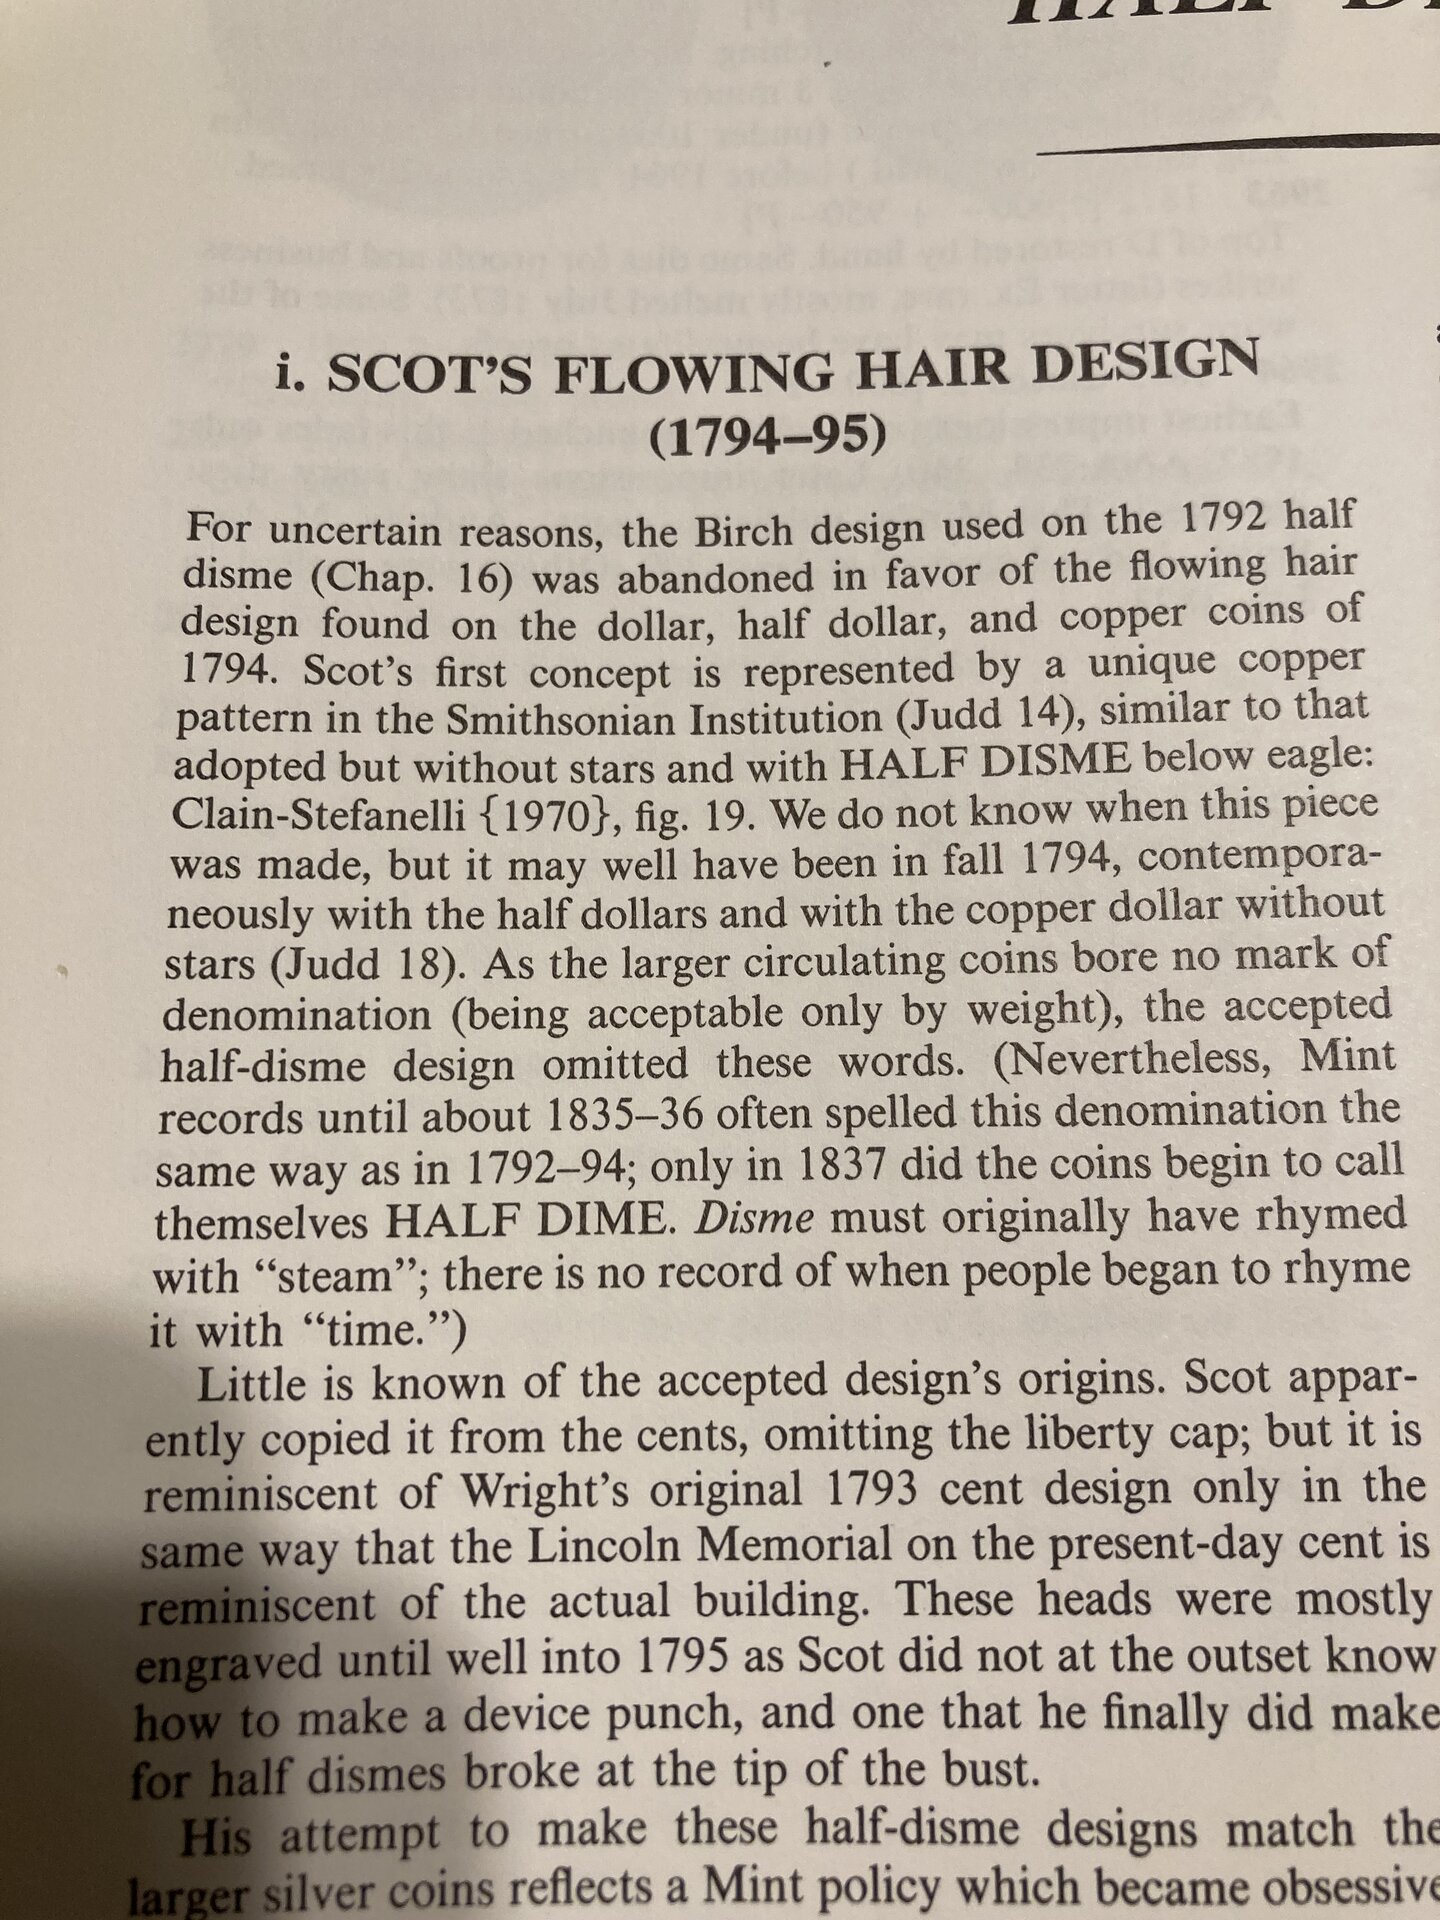 HALF
i. SCOT’S FLOWING HAIR DESIGN
(1794–95)
For uncertain reasons, the Birch design used on the 1792 half
disme (Chap. 16) was abandoned in favor of the flowing hair
design found on the dollar, half dollar, and copper coins of
1794. Scot’s first concept is represented by a unique copper
pattern in the Smithsonian Institution (Judd 14), similar to that
adopted but without stars and with HALF DISME below eagle:
Clain-Stefanelli {1970}, fig. 19. We do not know when this piece
was made, but it may well have been in fall 1794, contempora-
neously with the half dollars and with the copper dollar without
stars (Judd 18). As the larger circulating coins bore no mark of
denomination (being acceptable only by weight), the accepted
half-disme design omitted these words. (Nevertheless, Mint
records until about 1835–36 often spelled this denomination the
same way as in 1792–94; only in 1837 did the coins begin to call
themselves HALF DIME. Disme must originally have rhymed
with “steam”; there is no record of when people began to rhyme
it with “time.”)
Little is known of the accepted design’s origins. Scot appar-
ently copied it from the cents, omitting the liberty cap; but it is
reminiscent of Wright’s original 1793 cent design only in the
same way that the Lincoln Memorial on the present-day cent is
reminiscent of the actual building. These heads were mostly
engraved until well into 1795 as Scot did not at the outset know
how to make a device punch, and one that he finally did make
for half dismes broke at the tip of the bust.
His attempt to make these half-disme designs match the
larger silver coins reflects a Mint policy which became obsessive